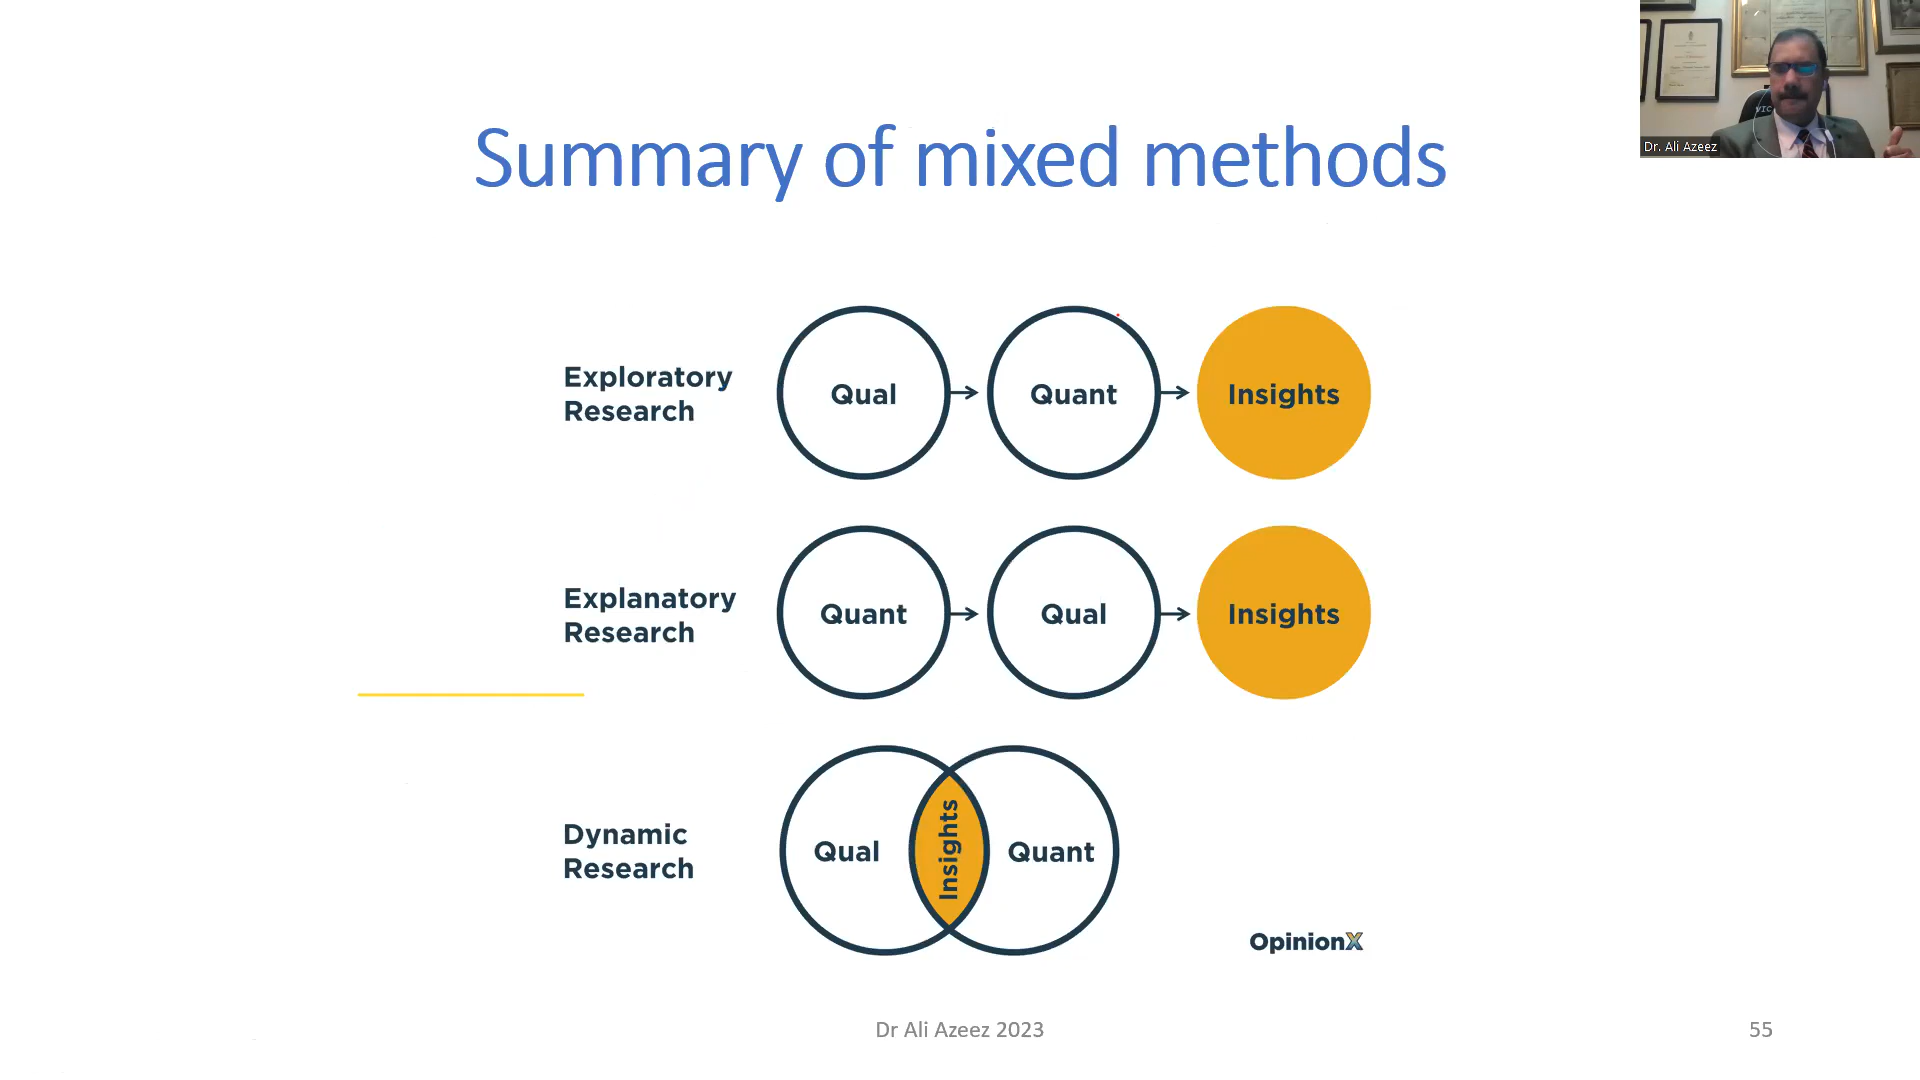 Summary of mixed methods
Dr. Ali Azeez
Exploratory
Research
Qual
Quant
Insights
Explanatory
Research
Quant
Qual
Insights
Dynamic
Research
Qual
Insights
Quant
OpinionX
Dr Ali Azeez 2023
55